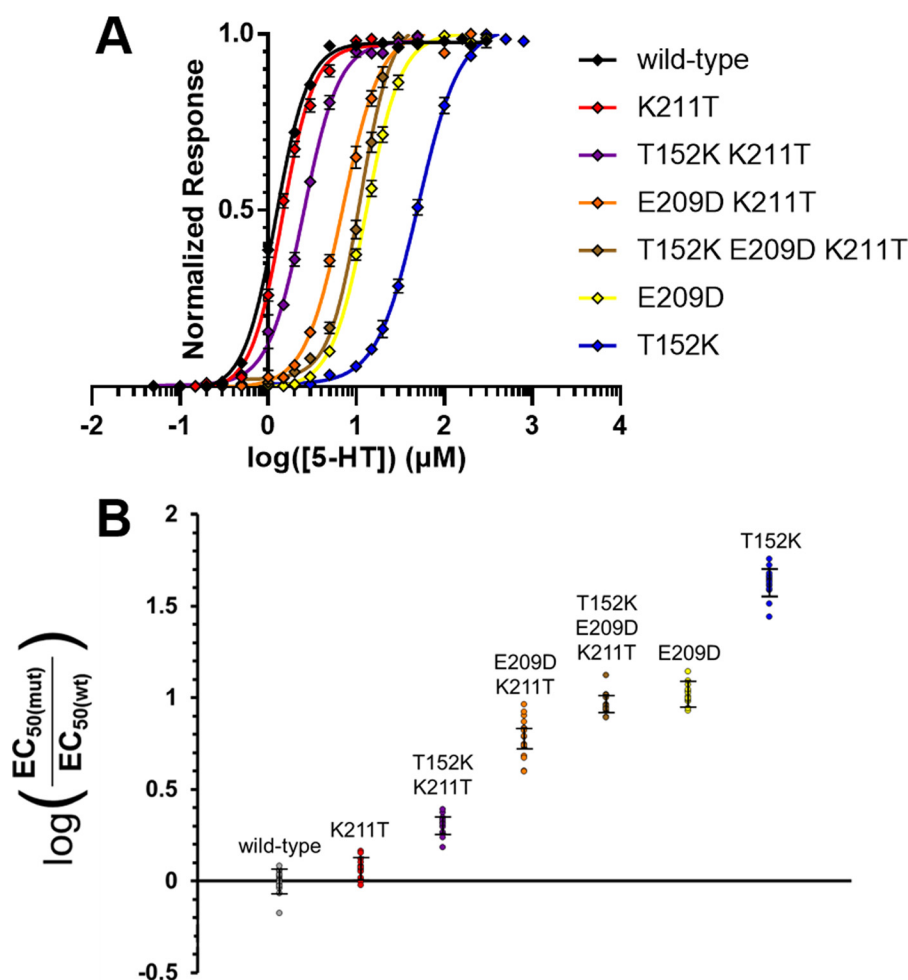 A
Normalized Response
1.0
0.5
-2 -1 0 1 2 3 4
log([5-HT]) (µM)
wild-type
K211T
T152K K211T
E209D K211T
T152K E209D K211T
E209D
T152K
B
log(EC50(mut)
EC50(wt))
2
1.5
1
0.5
0
-0.5
wild-type
K211T
T152K
K211T
E209D
K211T
T152K
E209D
K211T
E209D
T152K